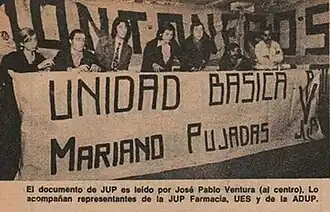 MONTONEROS
UNIDAD BASICA
MARIANO PUJADAS
El documento de JUP es leído por José Pablo Ventura (al centro). Lo
acompañan representantes de la JUP Farmacia, UES y de la ADUP.